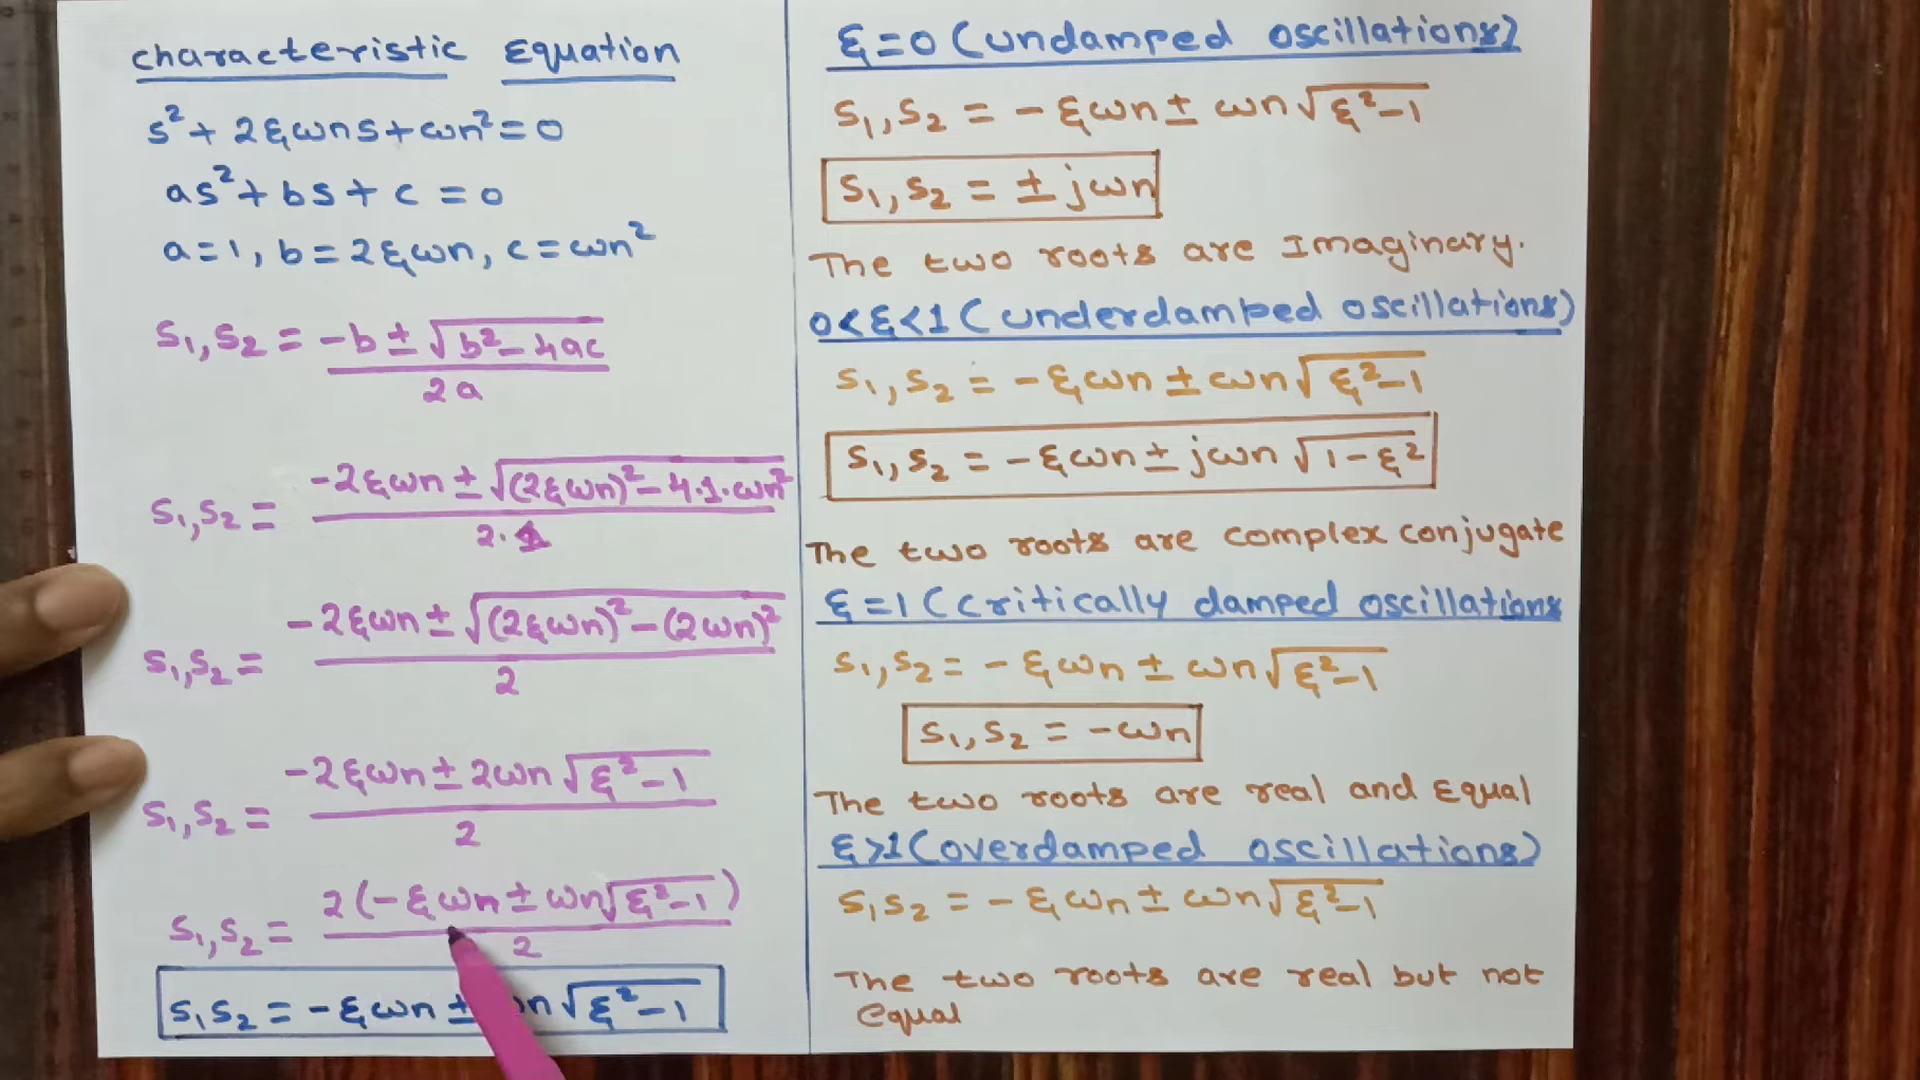 characteristic Equation
s²+2ξωns+ωn²=0
as²+bs+c=0
a=1, b=2ξωn, c=ωn²
s₁,s₂ = (-b±√(b²-4ac))/2a
s₁,s₂ = (-2ξωn±√((2ξωn)²-4.1.ωn²))/2.1
s₁,s₂ = (-2ξωn±√((2ξωn)²-(2ωn)²))/2
s₁,s₂ = (-2ξωn±2ωn√(ξ²-1))/2
s₁,s₂ = 2(-ξωn±ωn√(ξ²-1))/2
s₁s₂ = -ξωn±ωn√(ξ²-1)
ξ=0 (undamped oscillations)
s₁,s₂ = -ξωn±ωn√(ξ²-1)
s₁,s₂ = ±jωn
The two roots are Imaginary.
0<ξ<1 (underdamped oscillations)
s₁,s₂ = -ξωn±ωn√(ξ²-1)
s₁,s₂ = -ξωn±jωn√(1-ξ²)
The two roots are complex conjugate
ξ=1 (critically damped oscillations
s₁,s₂ = -ξωn±ωn√(ξ²-1)
s₁,s₂ = -ωn
The two roots are real and Equal
ξ>1 (overdamped oscillations)
s₁s₂ = -ξωn±ωn√(ξ²-1)
The two roots are real but not
Equal